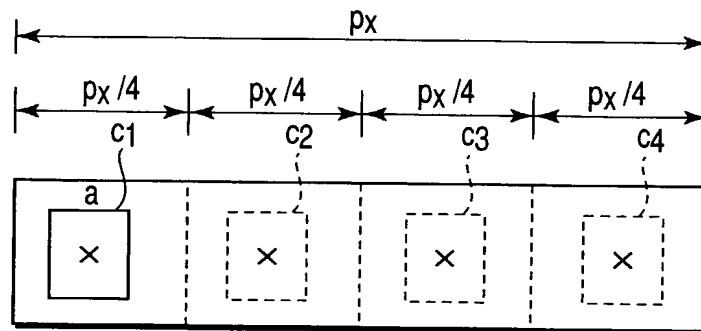 px
px/4 px/4 px/4 px/4
c1 c2 c3 c4
a
× × × ×